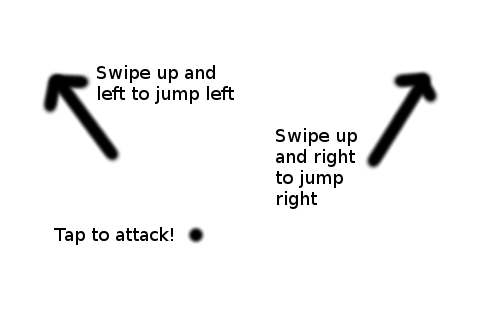 Swipe up and
left to jump left
Swipe up
and right
to jump
right
Tap to attack!